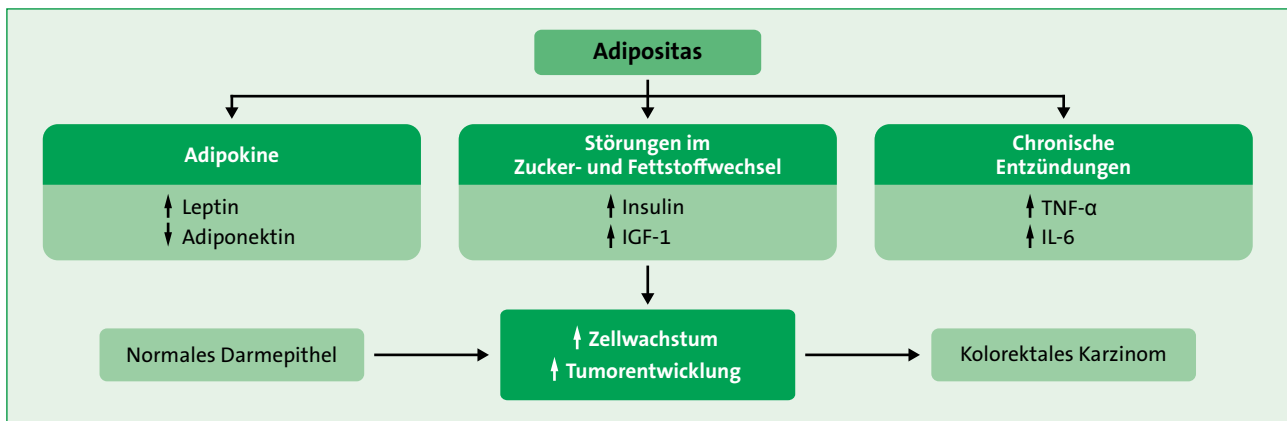 Adipositas
Adipokine
↑ Leptin
↓ Adiponektin
Störungen im
Zucker- und Fettstoffwechsel
↑ Insulin
↑ IGF-1
Chronische
Entzündungen
↑ TNF-α
↑ IL-6
Normales Darmepithel
↑ Zellwachstum
↑ Tumorentwicklung
Kolorektales Karzinom